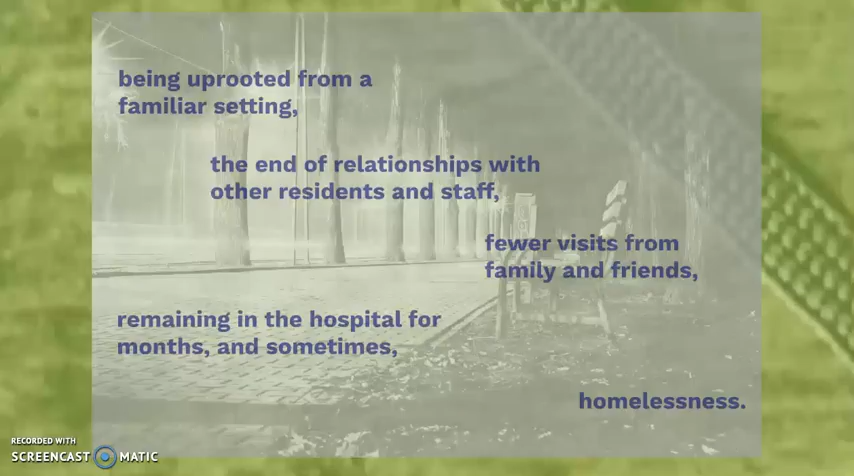 being uprooted from a
familiar setting,
the end of relationships with
other residents and staff,
fewer visits from
family and friends,
remaining in the hospital for
months, and sometimes,
homelessness.
RECORDED WITH
SCREENCAST MATIC